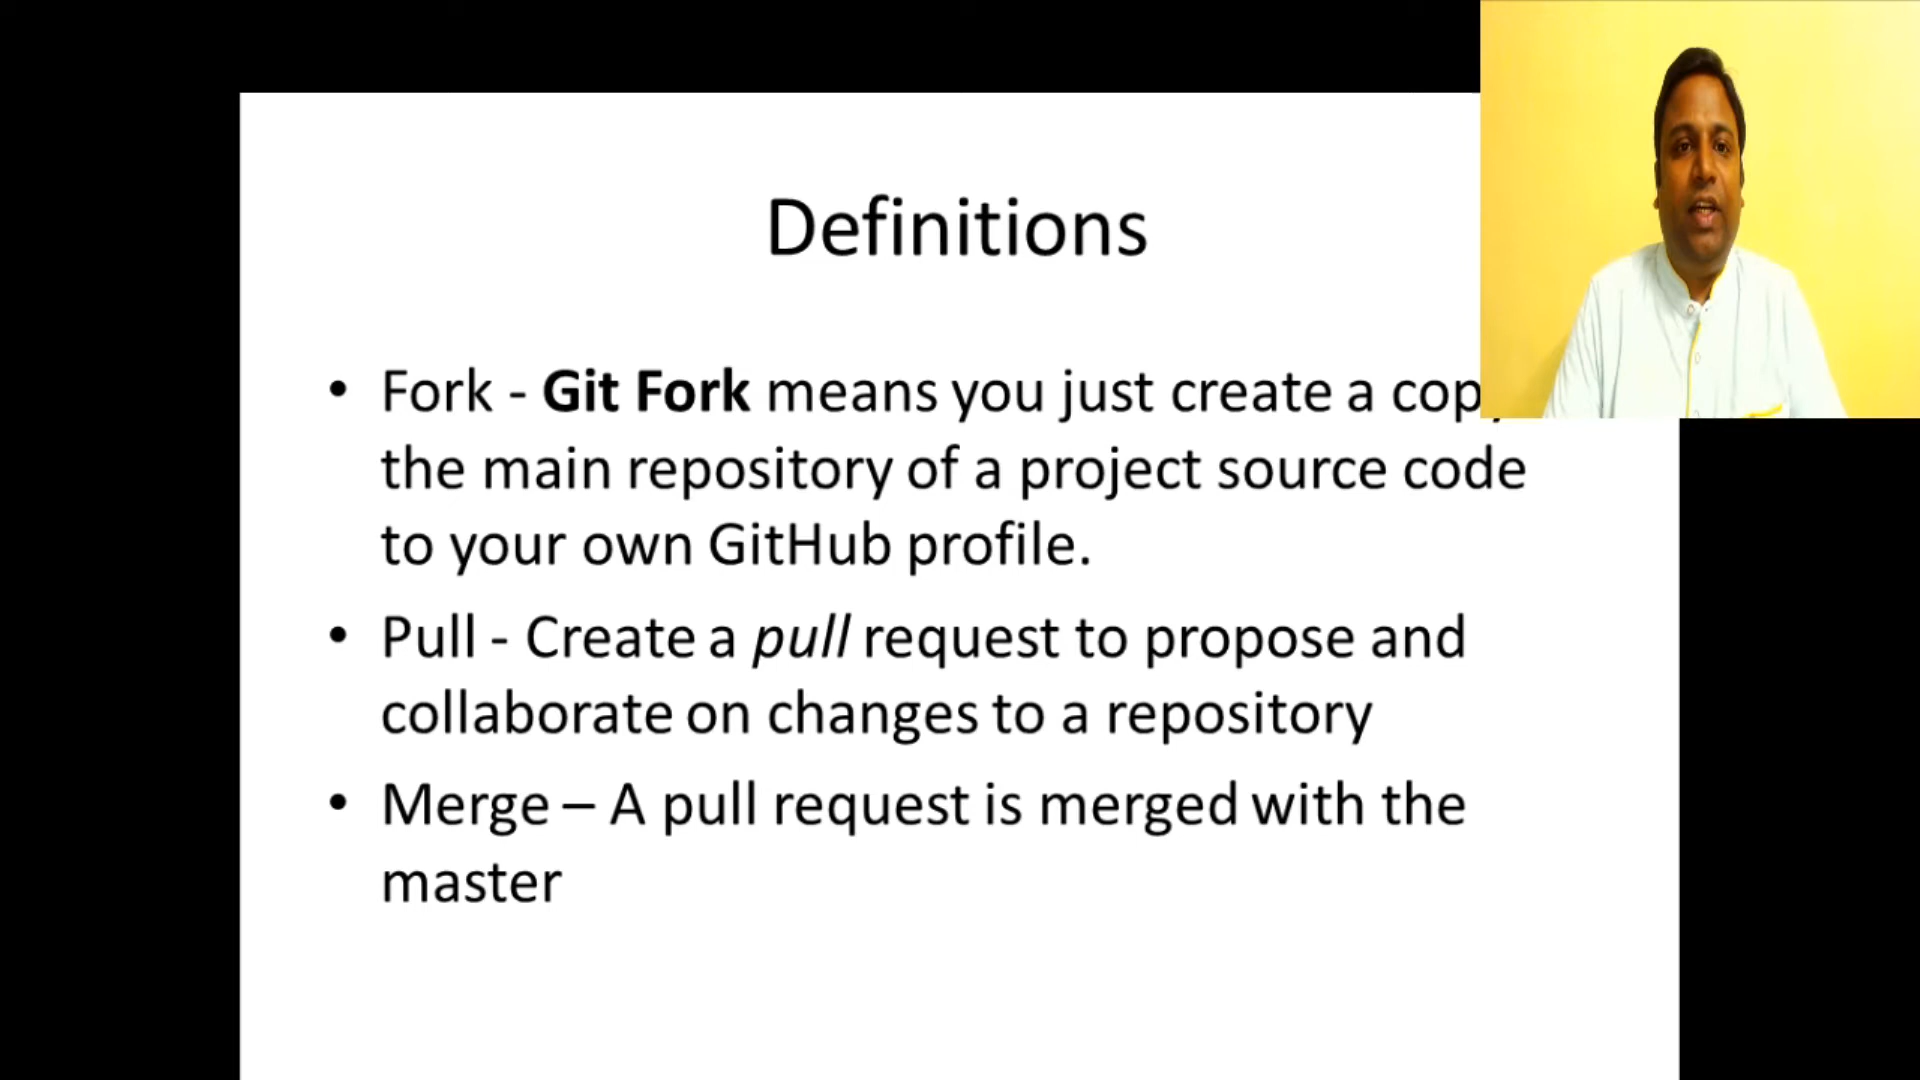 Definitions
• Fork - Git Fork means you just create a
the main repository of a project source code
to your own GitHub profile.
• Pull - Create a pull request to propose and
collaborate on changes to a repository
• Merge – A pull request is merged with the
master